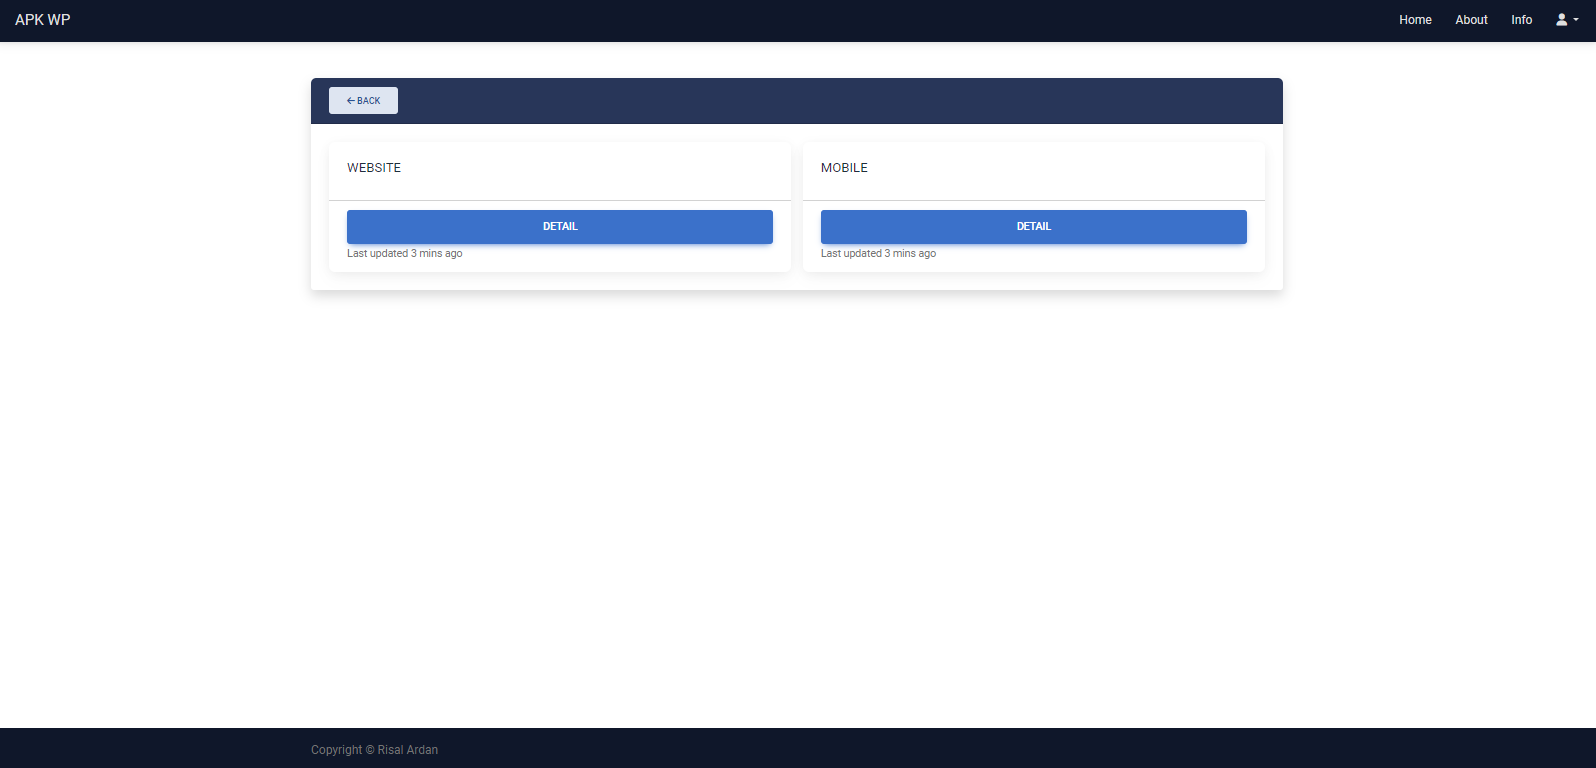 APK WP
Home About Info
BACK
WEBSITE
DETAIL
Last updated 3 mins ago
MOBILE
DETAIL
Last updated 3 mins ago
Copyright © Risal Ardan